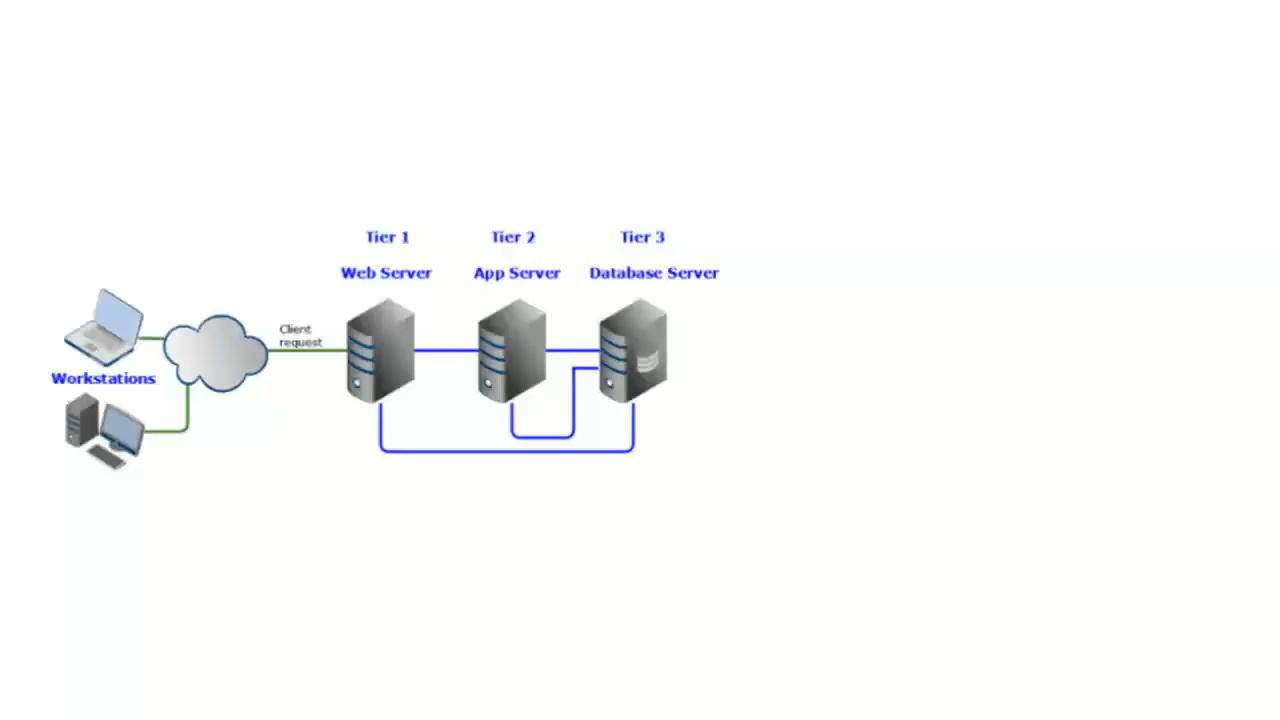 Tier 1
Tier 2
Tier 3
Web Server
App Server
Database Server
Client
request
Workstations